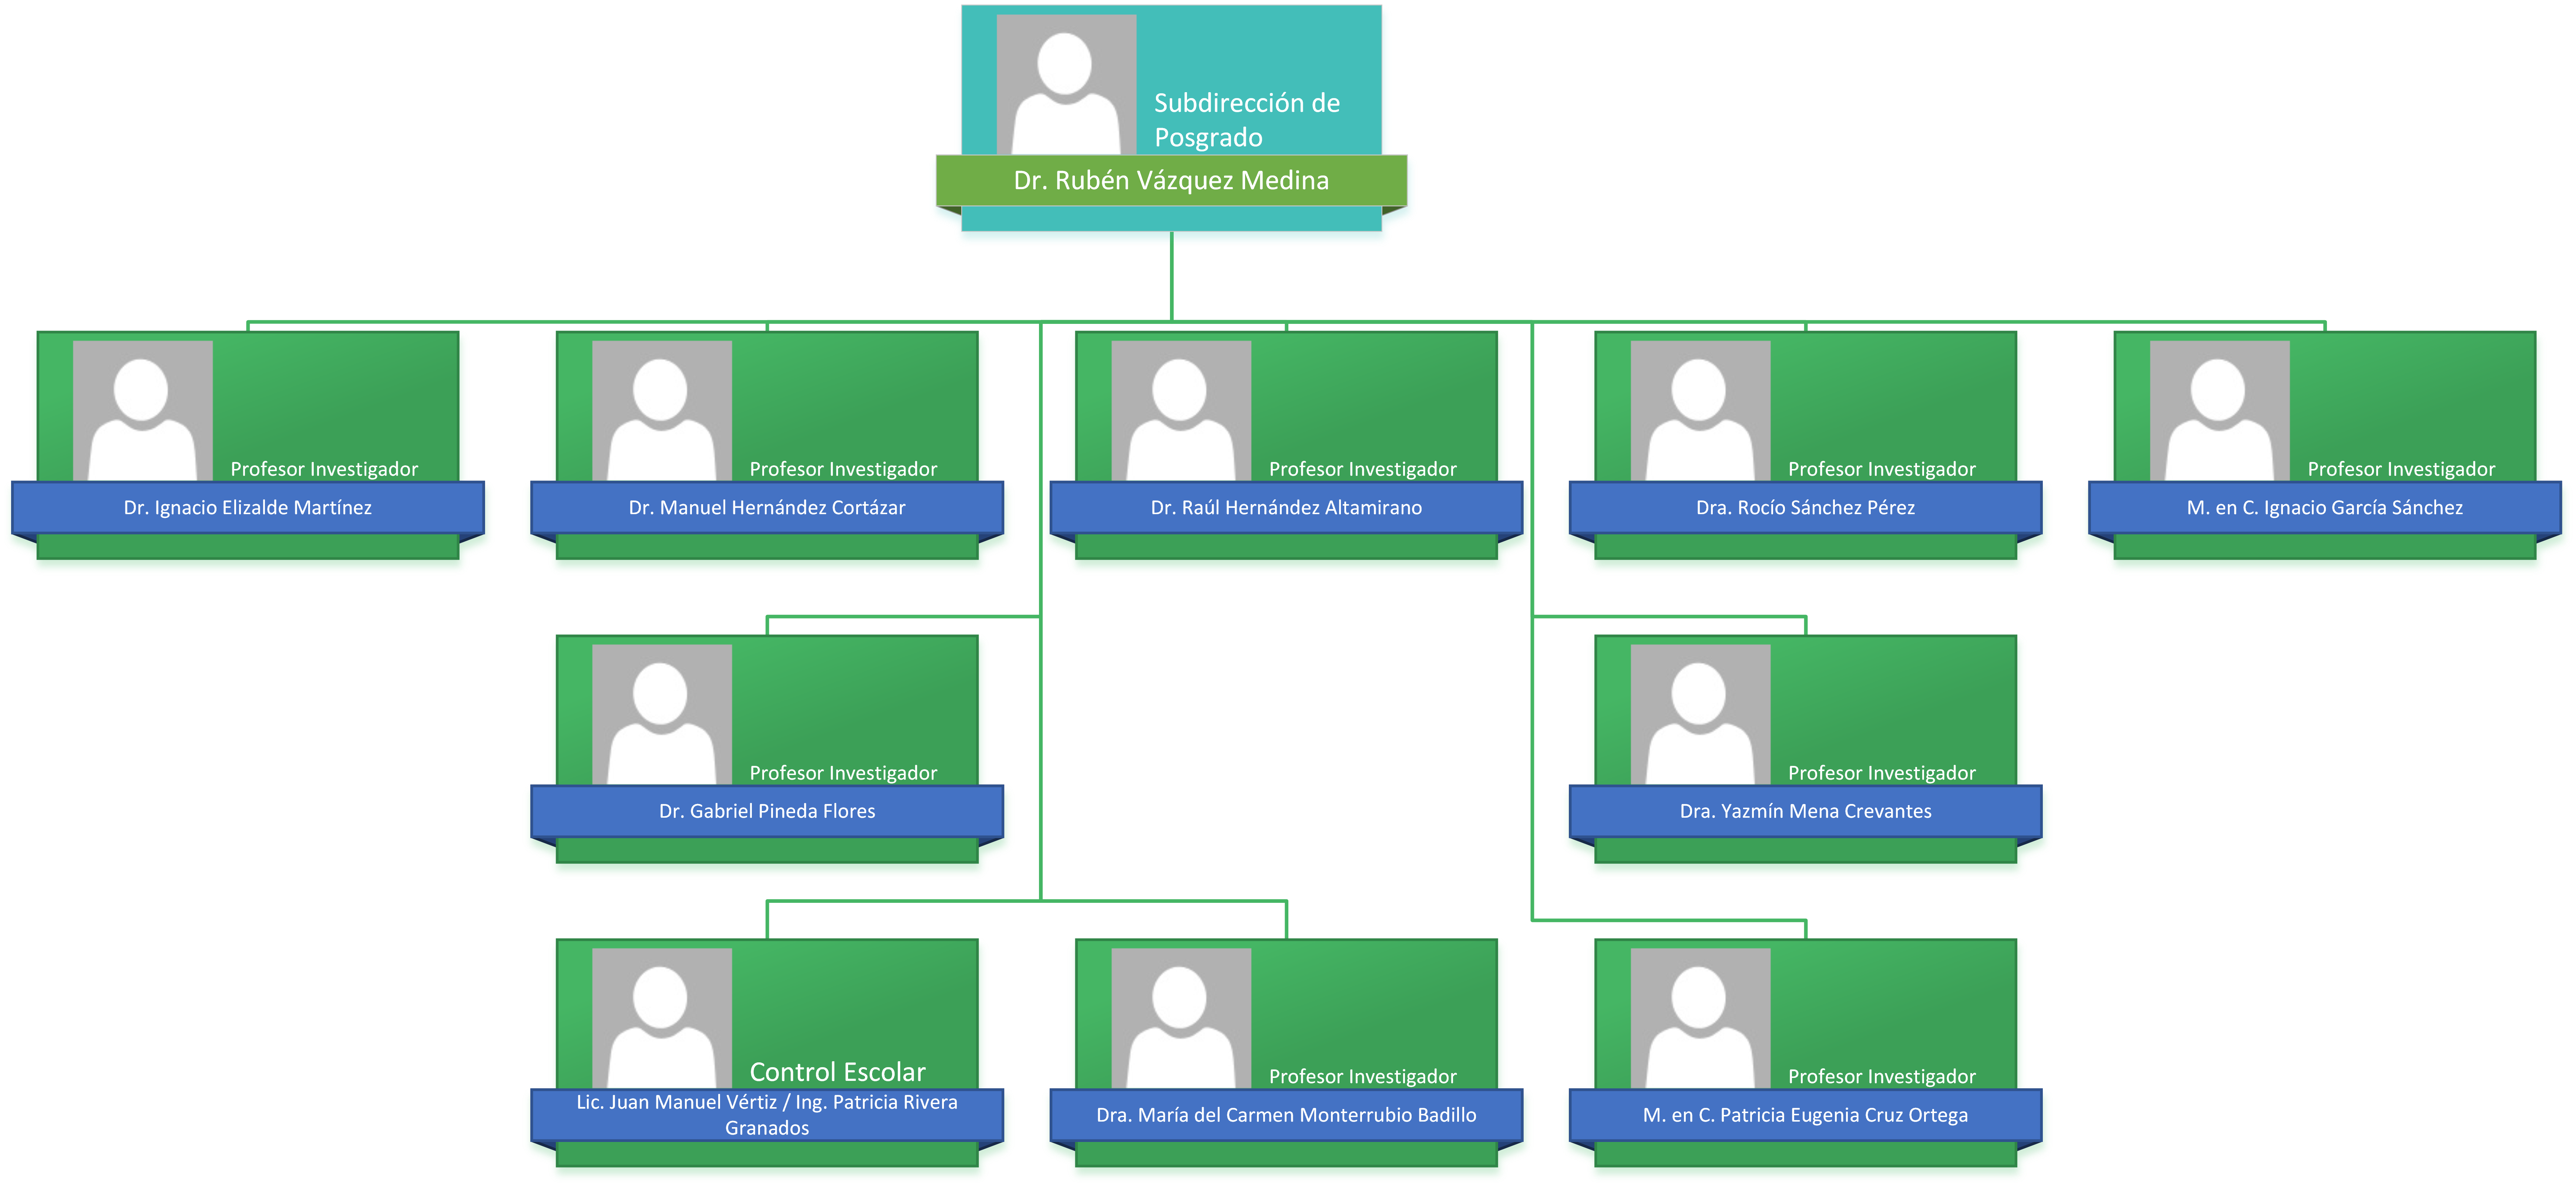 Subdirección de
Posgrado
Dr. Rubén Vázquez Medina
Profesor Investigador
Dr. Ignacio Elizalde Martínez
Profesor Investigador
Dr. Manuel Hernández Cortázar
Profesor Investigador
Dr. Raúl Hernández Altamirano
Profesor Investigador
Dra. Rocío Sánchez Pérez
Profesor Investigador
M. en C. Ignacio García Sánchez
Profesor Investigador
Dr. Gabriel Pineda Flores
Profesor Investigador
Dra. Yazmín Mena Crevantes
Control Escolar
Lic. Juan Manuel Vértiz / Ing. Patricia Rivera
Granados
Profesor Investigador
Dra. María del Carmen Monterrubio Badillo
Profesor Investigador
M. en C. Patricia Eugenia Cruz Ortega